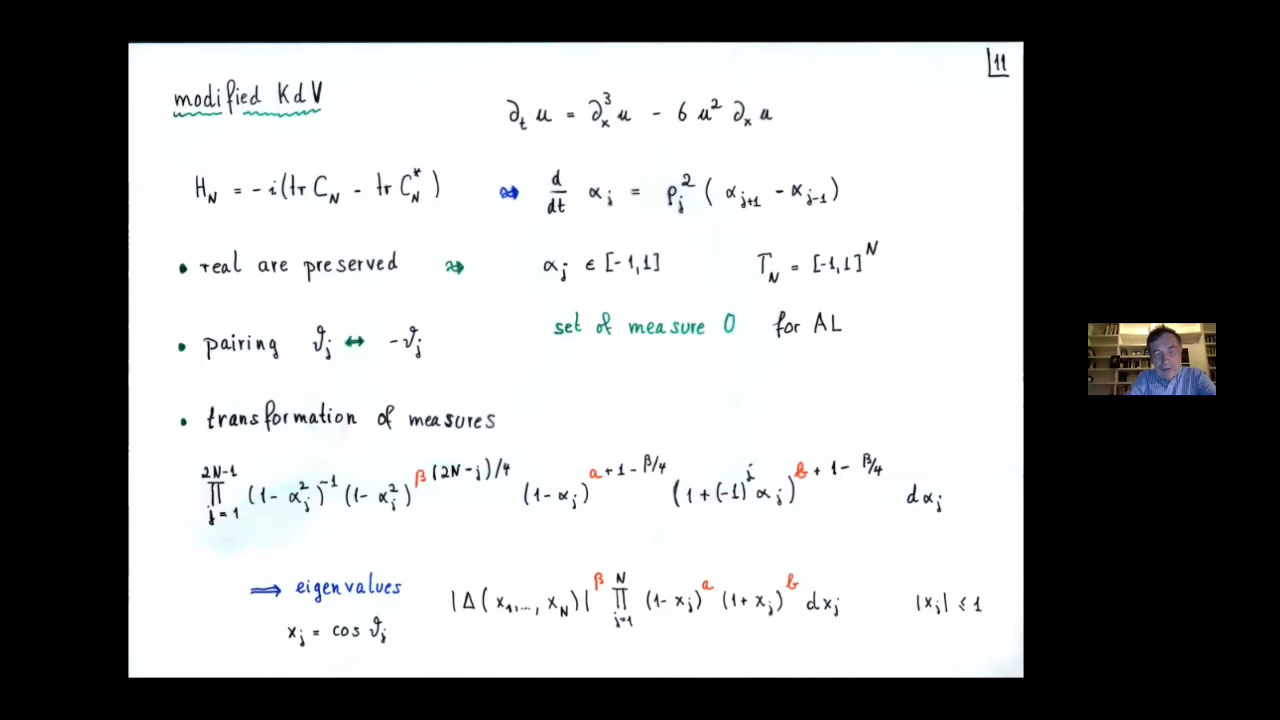 11
modified KdV
∂_t u = ∂_x^3 u - 6 u^2 ∂_x u
H_N = -i(tr C_N - tr C_N^*) ⇝ d/dt α_j = ρ_j^2 (α_{j+1} - α_{j-1})
• real are preserved ⇝ α_j ∈ [-1,1] T_N = [-1,1]^N
set of measure 0 for AL
• pairing ϑ_j ↔ -ϑ_j
• transformation of measures
∏_{j=1}^{2N-1} (1-α_j^2)^{-1} (1-α_j^2)^{β(2N-j)/4} (1-α_j)^{a+1-β/4} (1+(-1)^j α_j)^{b+1-β/4} dα_j
⟹ eigenvalues |Δ(x_1,...,x_N)|^β ∏_{j=1}^N (1-x_j)^a (1+x_j)^b dx_j |x_j| ≤ 1
x_j = cos ϑ_j